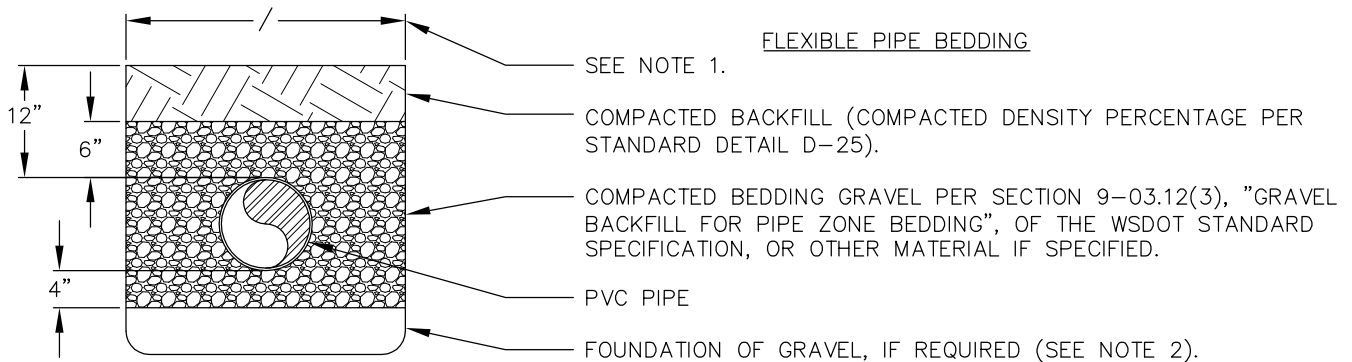 FLEXIBLE PIPE BEDDING
SEE NOTE 1.
12”
COMPACTED BACKFILL (COMPACTED DENSITY PERCENTAGE PER
STANDARD DETAIL D-25).
6”
COMPACTED BEDDING GRAVEL PER SECTION 9-03.12(3), ”GRAVEL
BACKFILL FOR PIPE ZONE BEDDING”, OF THE WSDOT STANDARD
SPECIFICATION, OR OTHER MATERIAL IF SPECIFIED.
4”
PVC PIPE
FOUNDATION OF GRAVEL, IF REQUIRED (SEE NOTE 2).